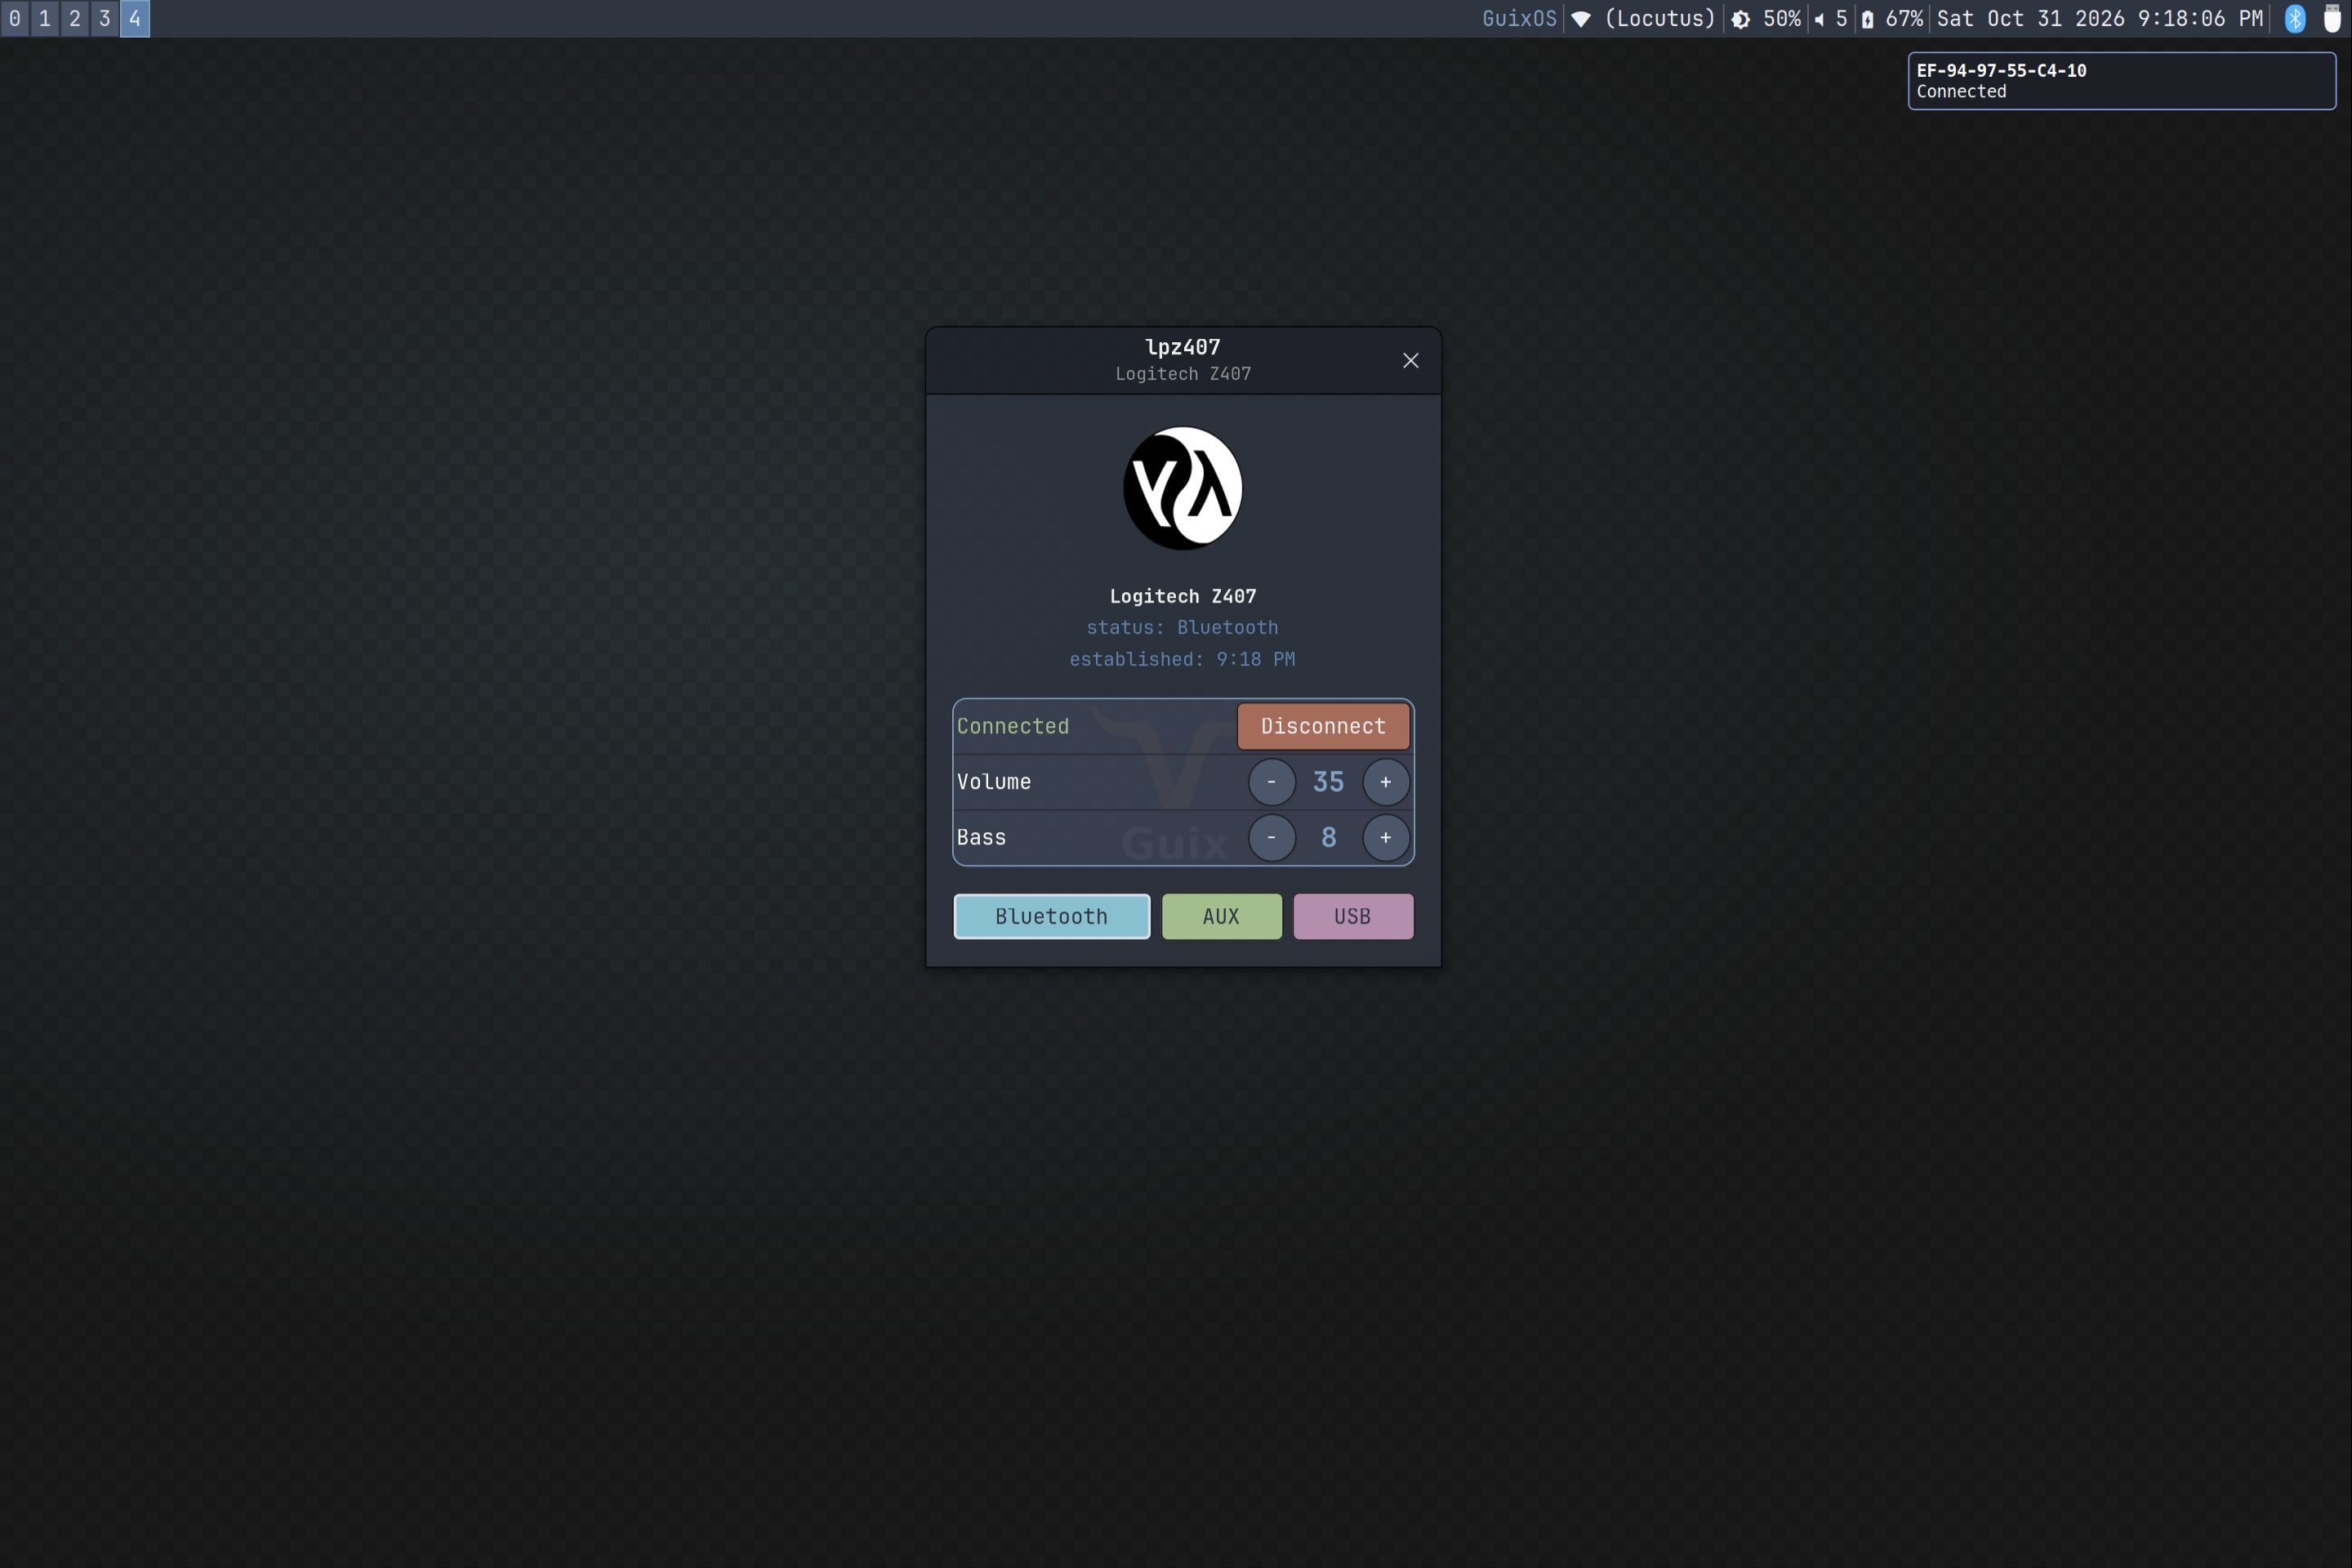 0 1 2 3 4
GuixOS (Locutus) 50% 5 67% Sat Oct 31 2026 9:18:06 PM
EF-94-97-55-C4-10
Connected
lpz407
Logitech Z407
Logitech Z407
status: Bluetooth
established: 9:18 PM
Connected Disconnect
Volume - 35 +
Bass - 8 +
Guix
Bluetooth AUX USB